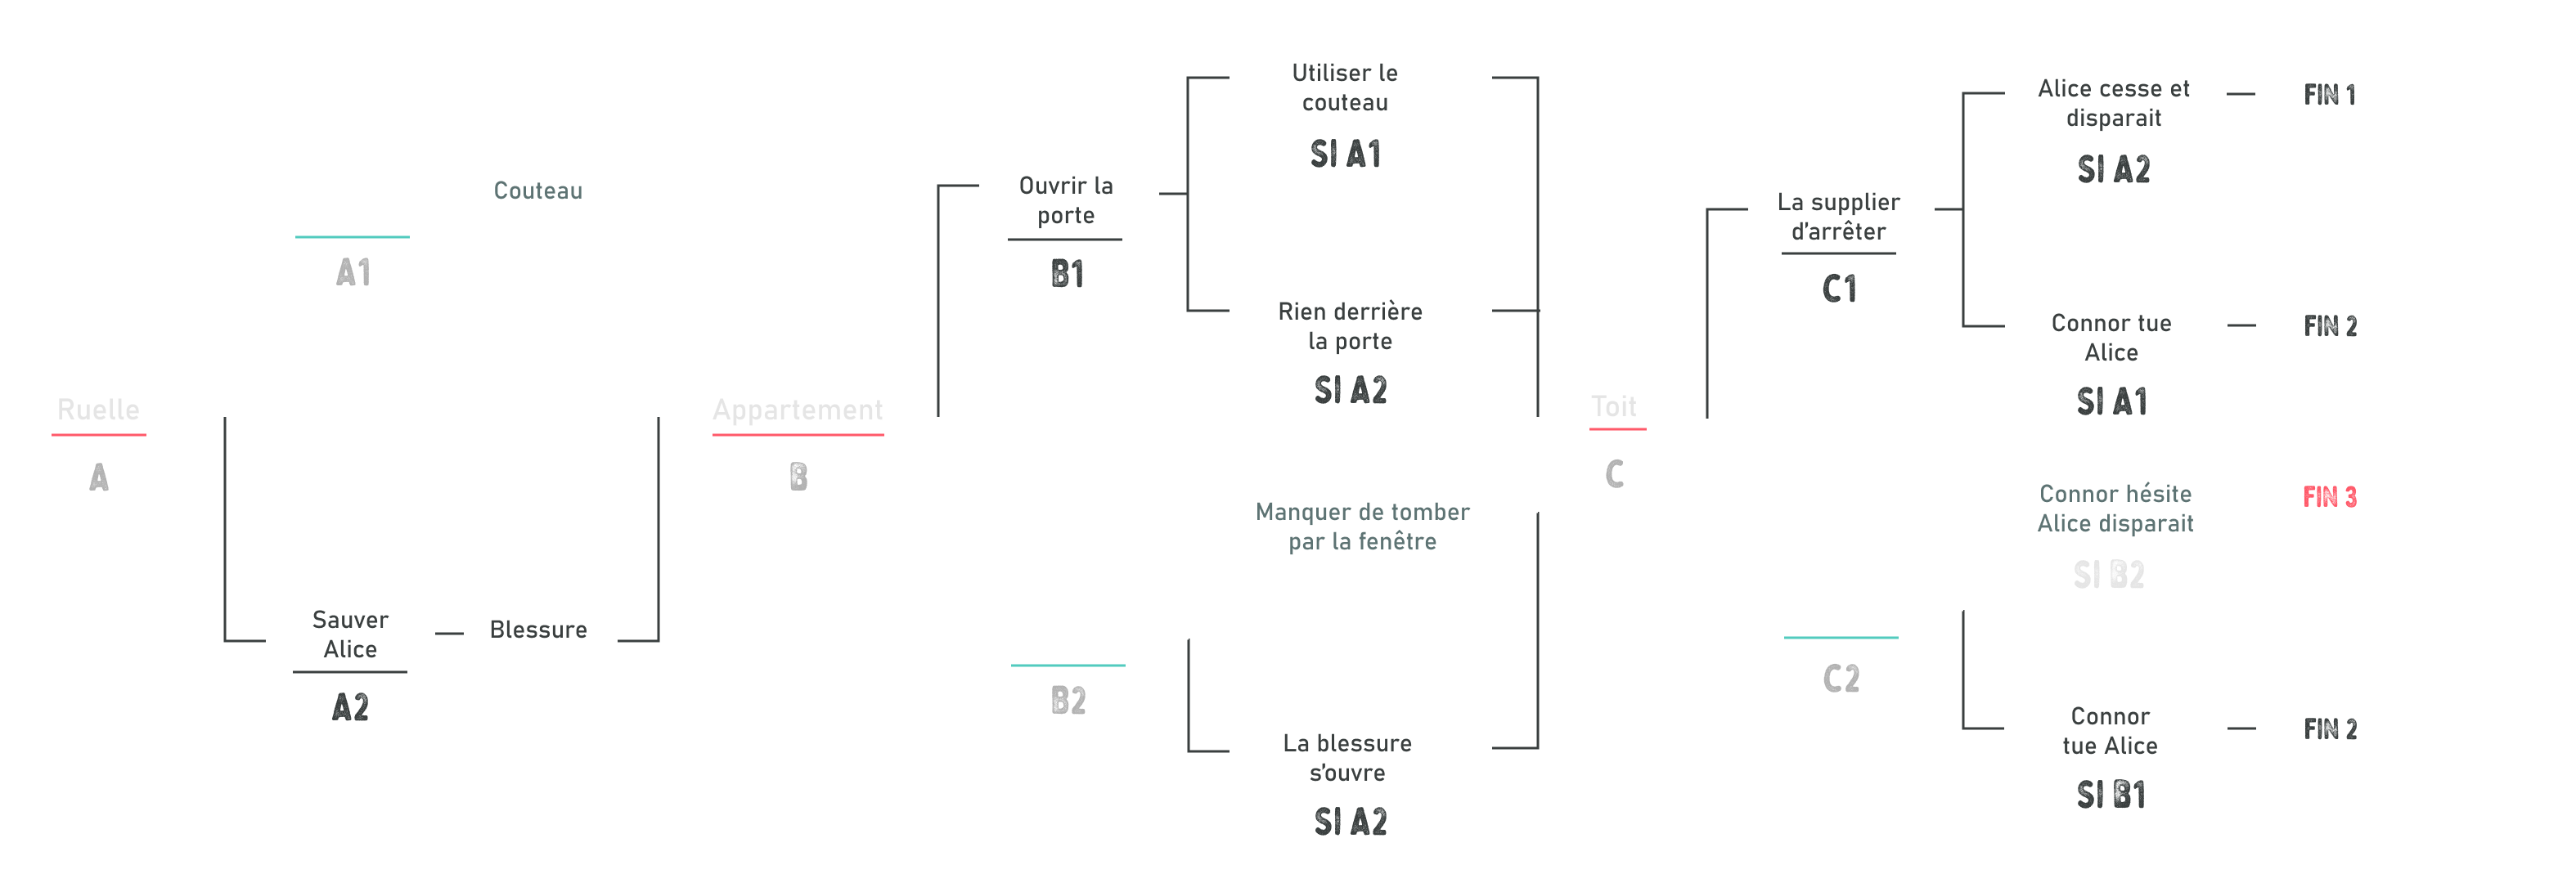 Ruelle
A
Couteau
A1
Sauver
Alice
A2
Blessure
Appartement
B
Ouvrir la
porte
B1
Utiliser le
couteau
SI A1
Rien derrière
la porte
SI A2
B2
Manquer de tomber
par la fenêtre
La blessure
s'ouvre
SI A2
Toit
C
La supplier
d'arrêter
C1
Alice cesse et
disparait
SI A2
FIN 1
Connor tue
Alice
SI A1
FIN 2
C2
Connor hésite
Alice disparait
SI B2
FIN 3
Connor
tue Alice
SI B1
FIN 2